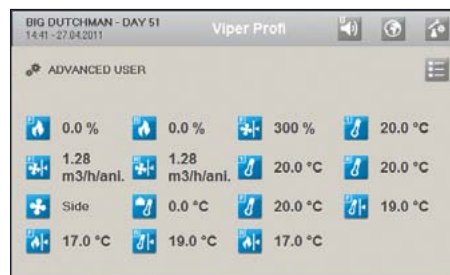 BIG DUTCHMAN - DAY 51
14:41 - 27.04.2011
Viper Profi
ADVANCED USER
0.0 % 0.0 % 300 % 20.0 °C
1.28 m3/h/ani. 1.28 m3/h/ani. 20.0 °C 20.0 °C
Side 0.0 °C 20.0 °C 19.0 °C
17.0 °C 19.0 °C 17.0 °C